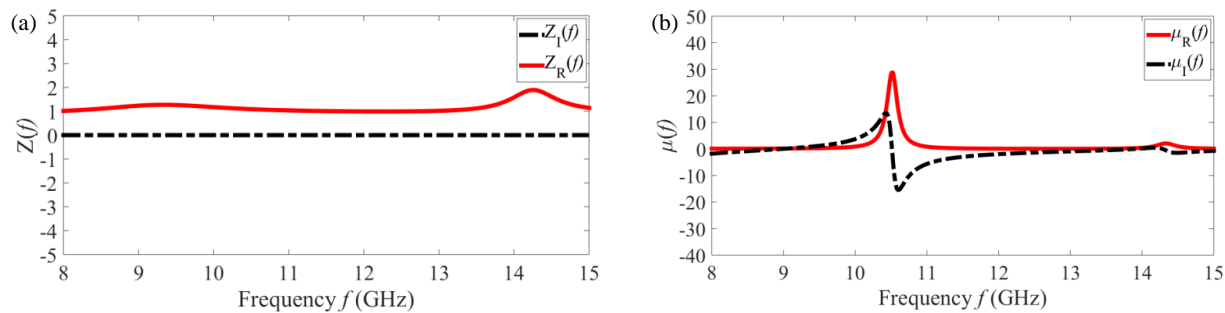 (a)
Z(f)
5
4
3
2
1
0
-1
-2
-3
-4
-5
Z_I(f)
Z_R(f)
8 9 10 11 12 13 14 15
Frequency f (GHz)
(b)
μ(f)
50
40
30
20
10
0
-10
-20
-30
-40
μ_R(f)
μ_I(f)
8 9 10 11 12 13 14 15
Frequency f (GHz)